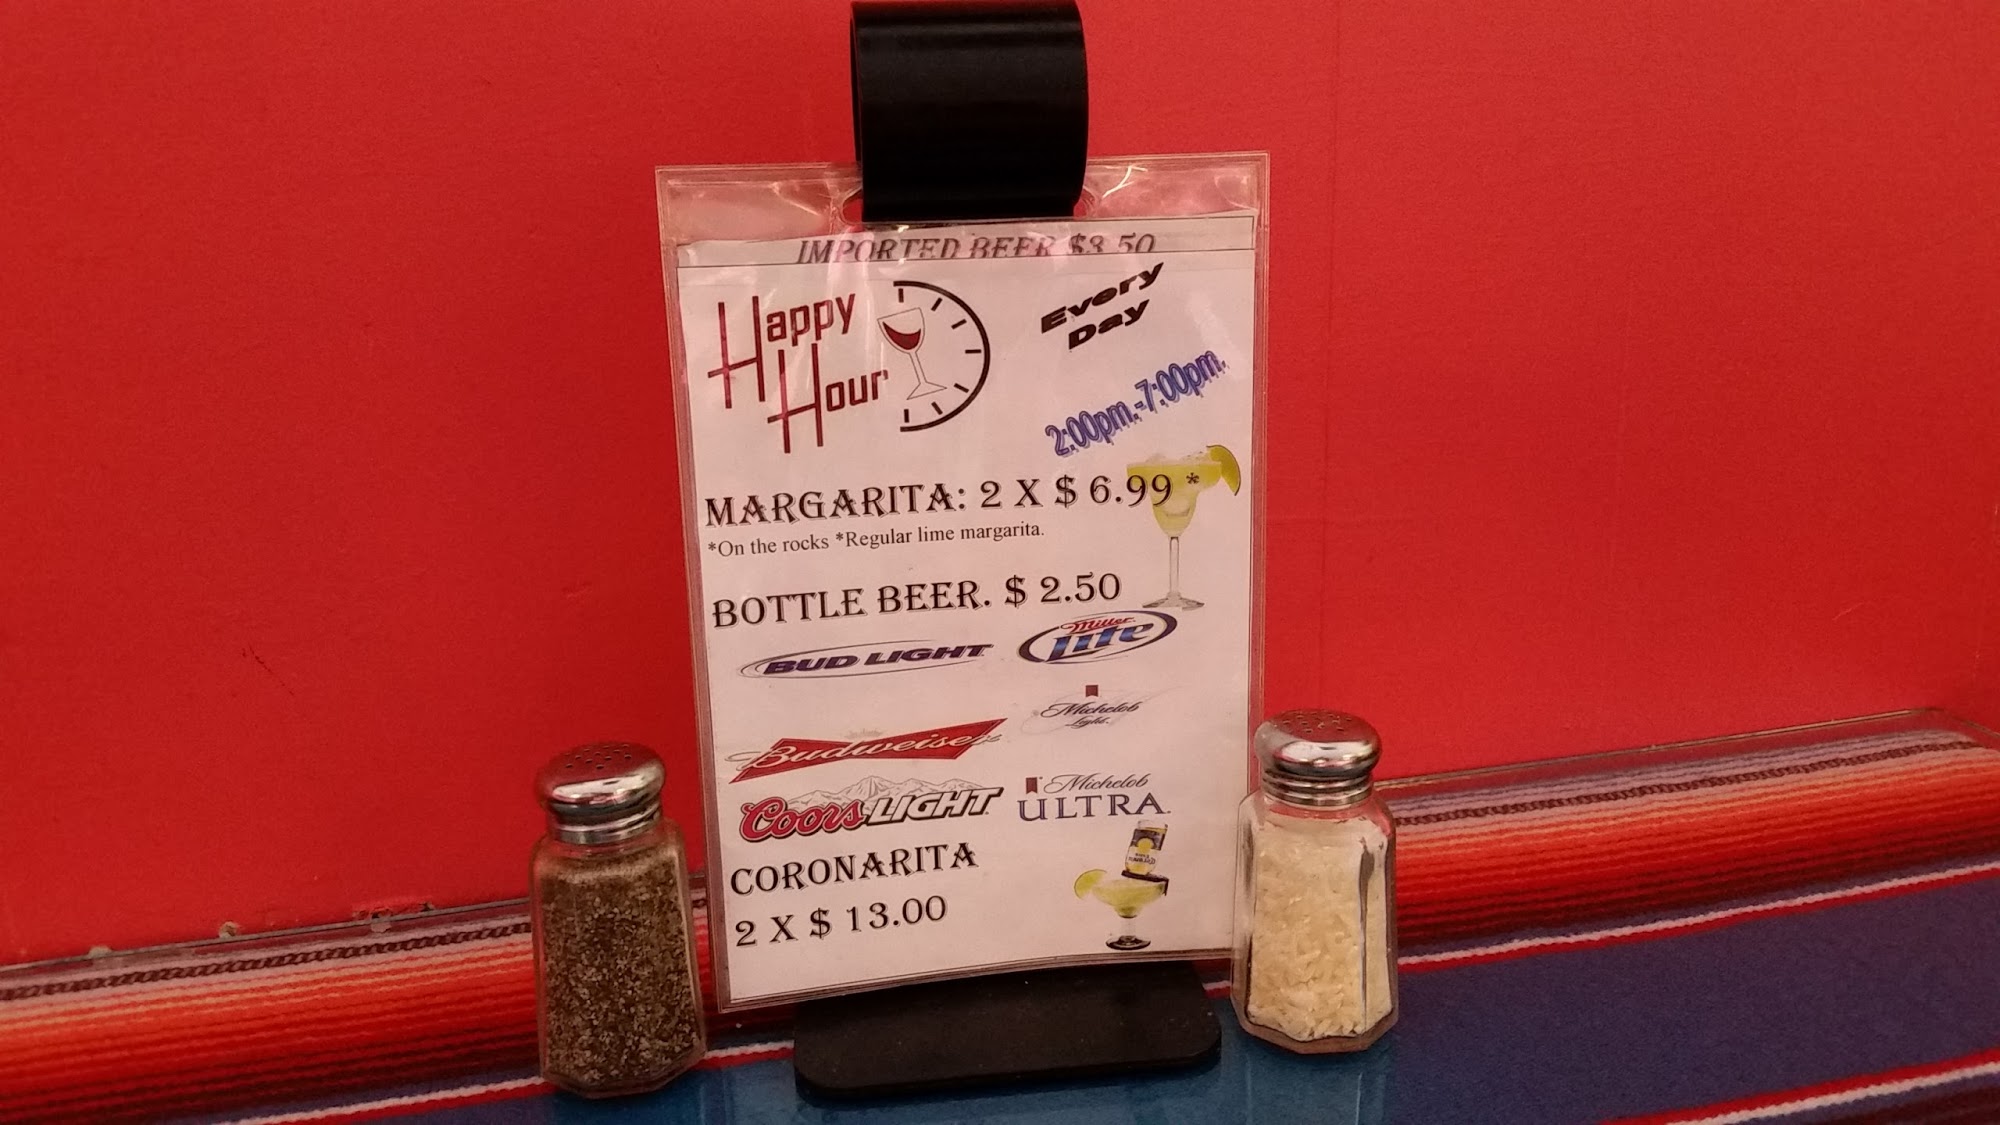 IMPORTED BEER $3.50
Happy Hour
Every Day
2:00pm.-7:00pm.
MARGARITA: 2 X $ 6.99 *
*On the rocks *Regular lime margarita.
BOTTLE BEER. $ 2.50
BUD LIGHT
Miller Lite
Michelob Light.
Budweiser
Coors LIGHT
Michelob ULTRA
CORONARITA
2 X $ 13.00